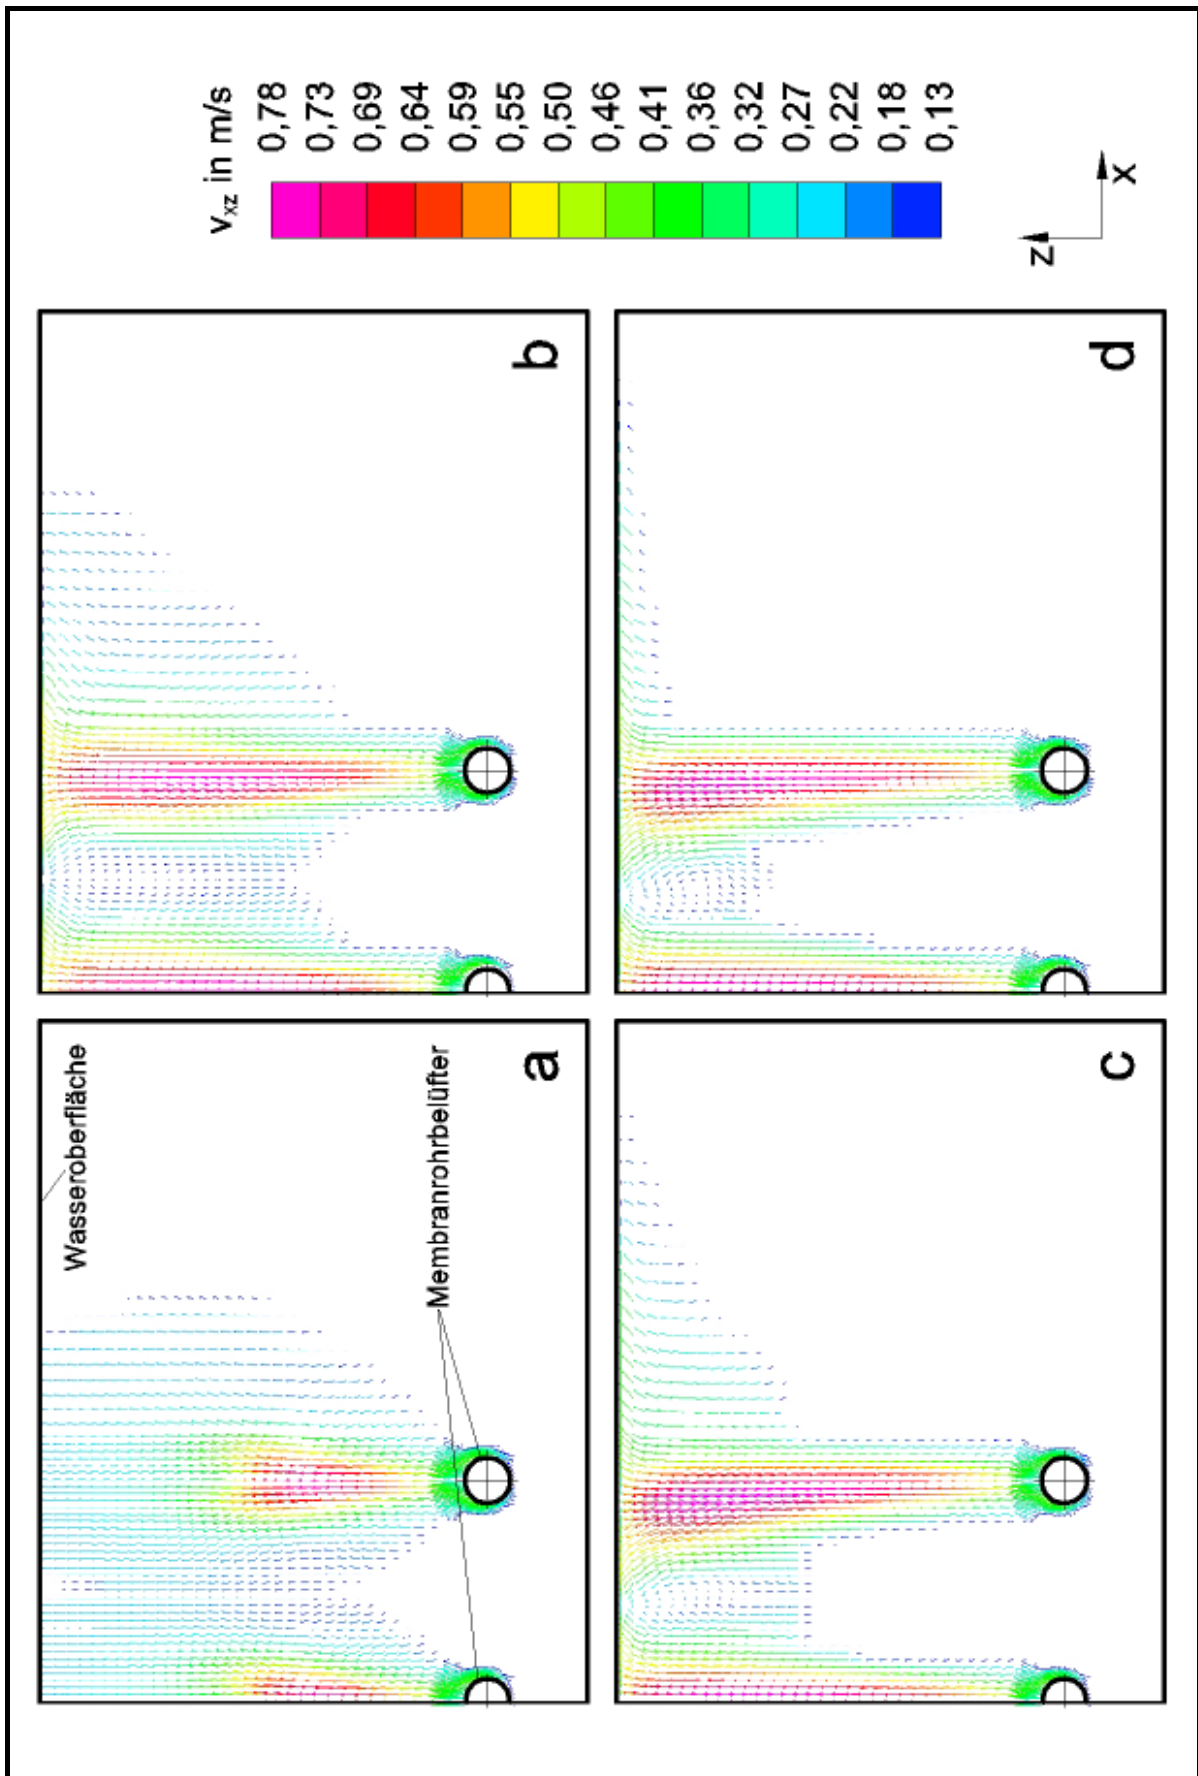 Wasseroberfläche
Membranrohrbelüfter
a
b
c
d
vxz in m/s
0,78
0,73
0,69
0,64
0,59
0,55
0,50
0,46
0,41
0,36
0,32
0,27
0,22
0,18
0,13
z
x